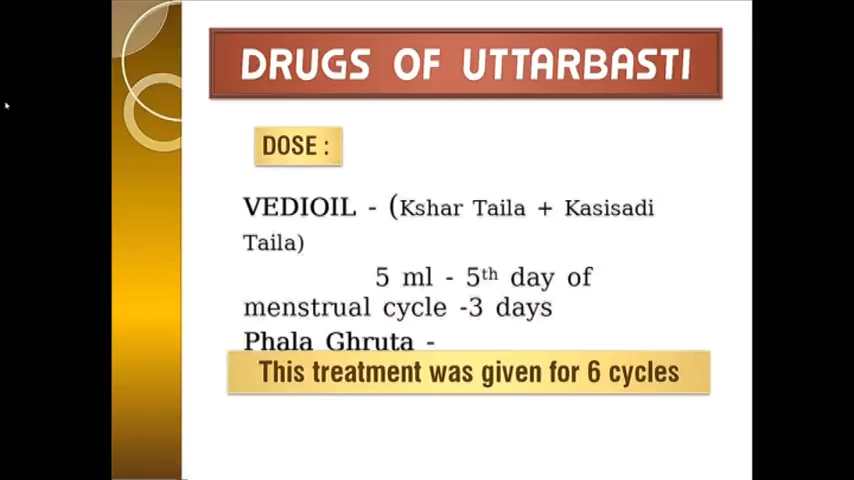 DRUGS OF UTTARBASTI
DOSE :
VEDIOIL - (Kshar Taila + Kasisadi
Taila)
5 ml - 5th day of
menstrual cycle -3 days
Phala Ghruta -
This treatment was given for 6 cycles